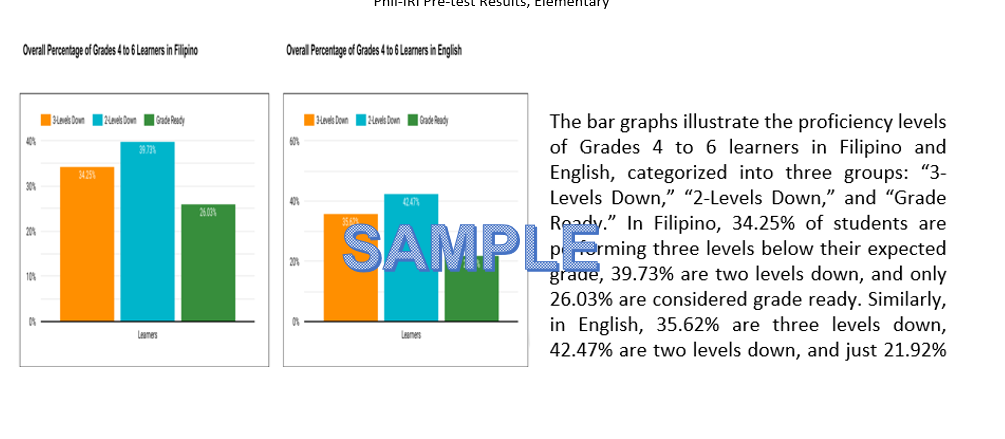 Phil-IRI Pre-test Results, Elementary
Overall Percentage of Grades 4 to 6 Learners in Filipino
3-Levels Down 2-Levels Down Grade Ready
40%
39.73%
34.25%
30%
26.03%
20%
10%
0%
Learners
Overall Percentage of Grades 4 to 6 Learners in English
3-Levels Down 2-Levels Down Grade Ready
60%
42.47%
40%
35.62%
20%
0%
Learners
SAMPLE
The bar graphs illustrate the proficiency levels
of Grades 4 to 6 learners in Filipino and
English, categorized into three groups: “3-
Levels Down,” “2-Levels Down,” and “Grade
Ready.” In Filipino, 34.25% of students are
performing three levels below their expected
grade, 39.73% are two levels down, and only
26.03% are considered grade ready. Similarly,
in English, 35.62% are three levels down,
42.47% are two levels down, and just 21.92%